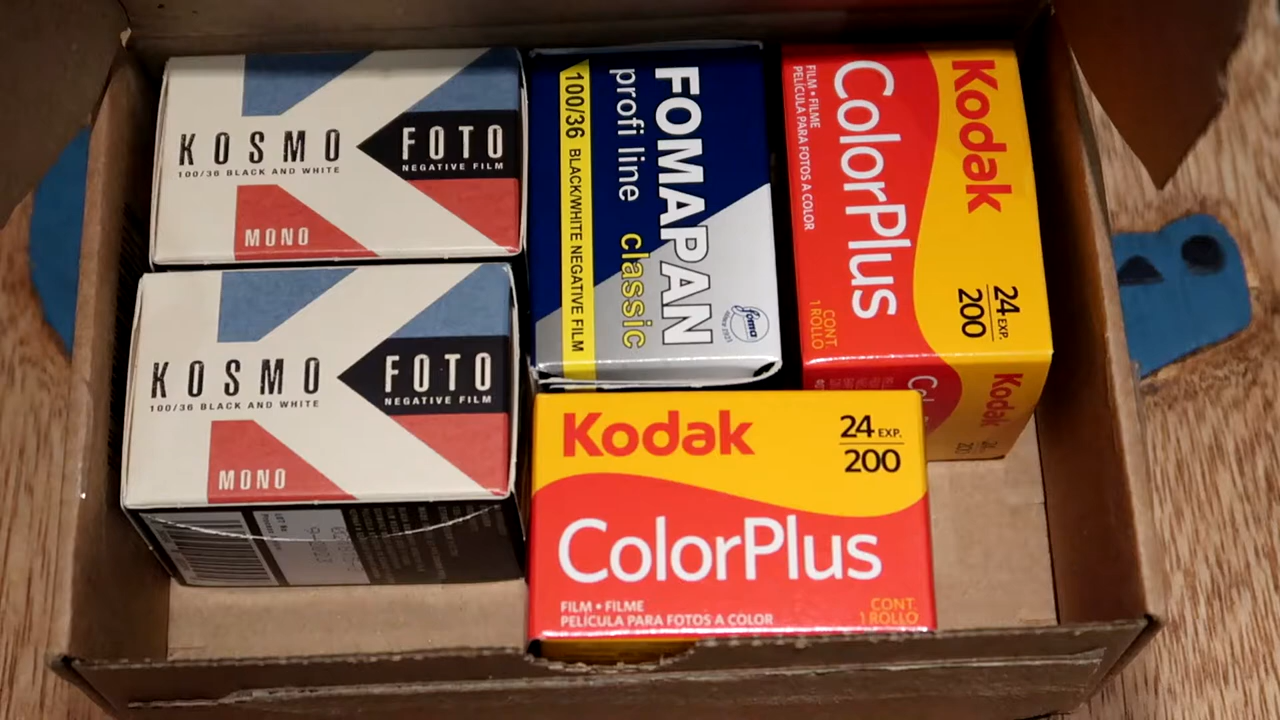 KOSMO FOTO
100/36 BLACK AND WHITE NEGATIVE FILM
MONO
KOSMO FOTO
100/36 BLACK AND WHITE NEGATIVE FILM
MONO
FOMAPAN
profi line classic
100/36 BLACK/WHITE NEGATIVE FILM
foma
Kodak
24 EXP.
200
ColorPlus
FILM • FILME
PELÍCULA PARA FOTOS A COLOR
CONT.
1 ROLLO
Kodak
Kodak
24 EXP.
200
ColorPlus
FILM • FILME
PELÍCULA PARA FOTOS A COLOR
CONT.
1 ROLLO